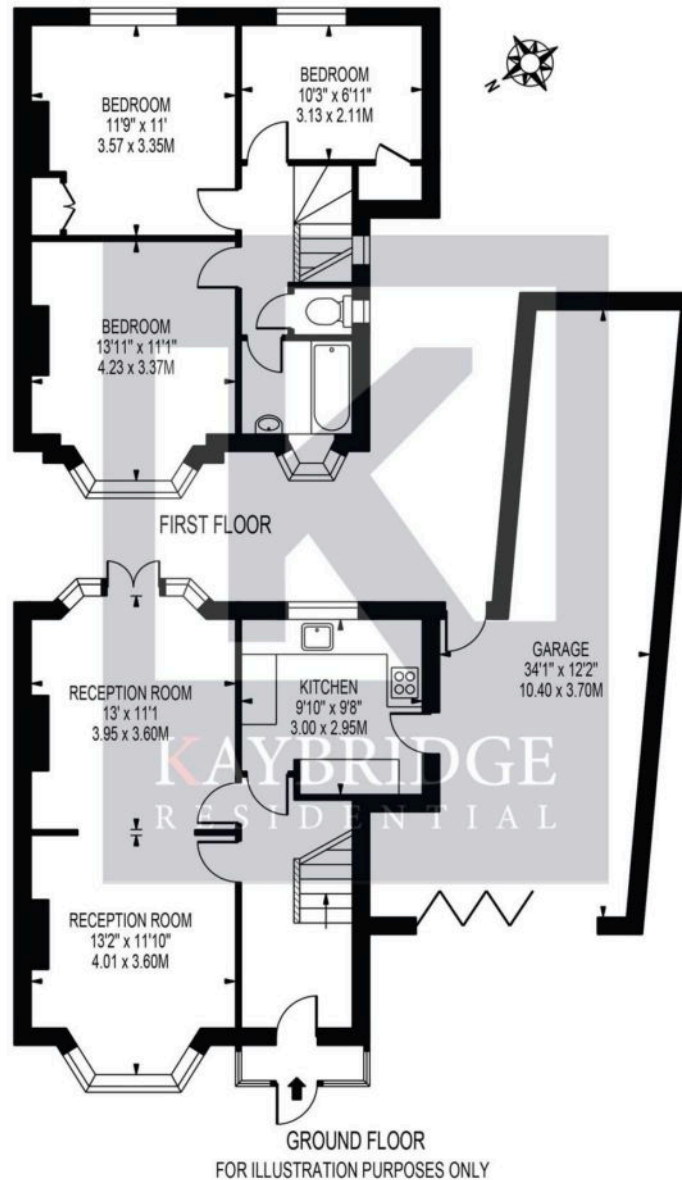 BEDROOM
11'9" x 11'
3.57 x 3.35M
BEDROOM
10'3" x 6'11"
3.13 x 2.11M
N
BEDROOM
13'11" x 11'1"
4.23 x 3.37M
FIRST FLOOR
RECEPTION ROOM
13' x 11'1
3.95 x 3.60M
KITCHEN
9'10" x 9'8"
3.00 x 2.95M
GARAGE
34'1" x 12'2"
10.40 x 3.70M
KAYBRIDGE
RESIDENTIAL
RECEPTION ROOM
13'2" x 11'10"
4.01 x 3.60M
GROUND FLOOR
FOR ILLUSTRATION PURPOSES ONLY